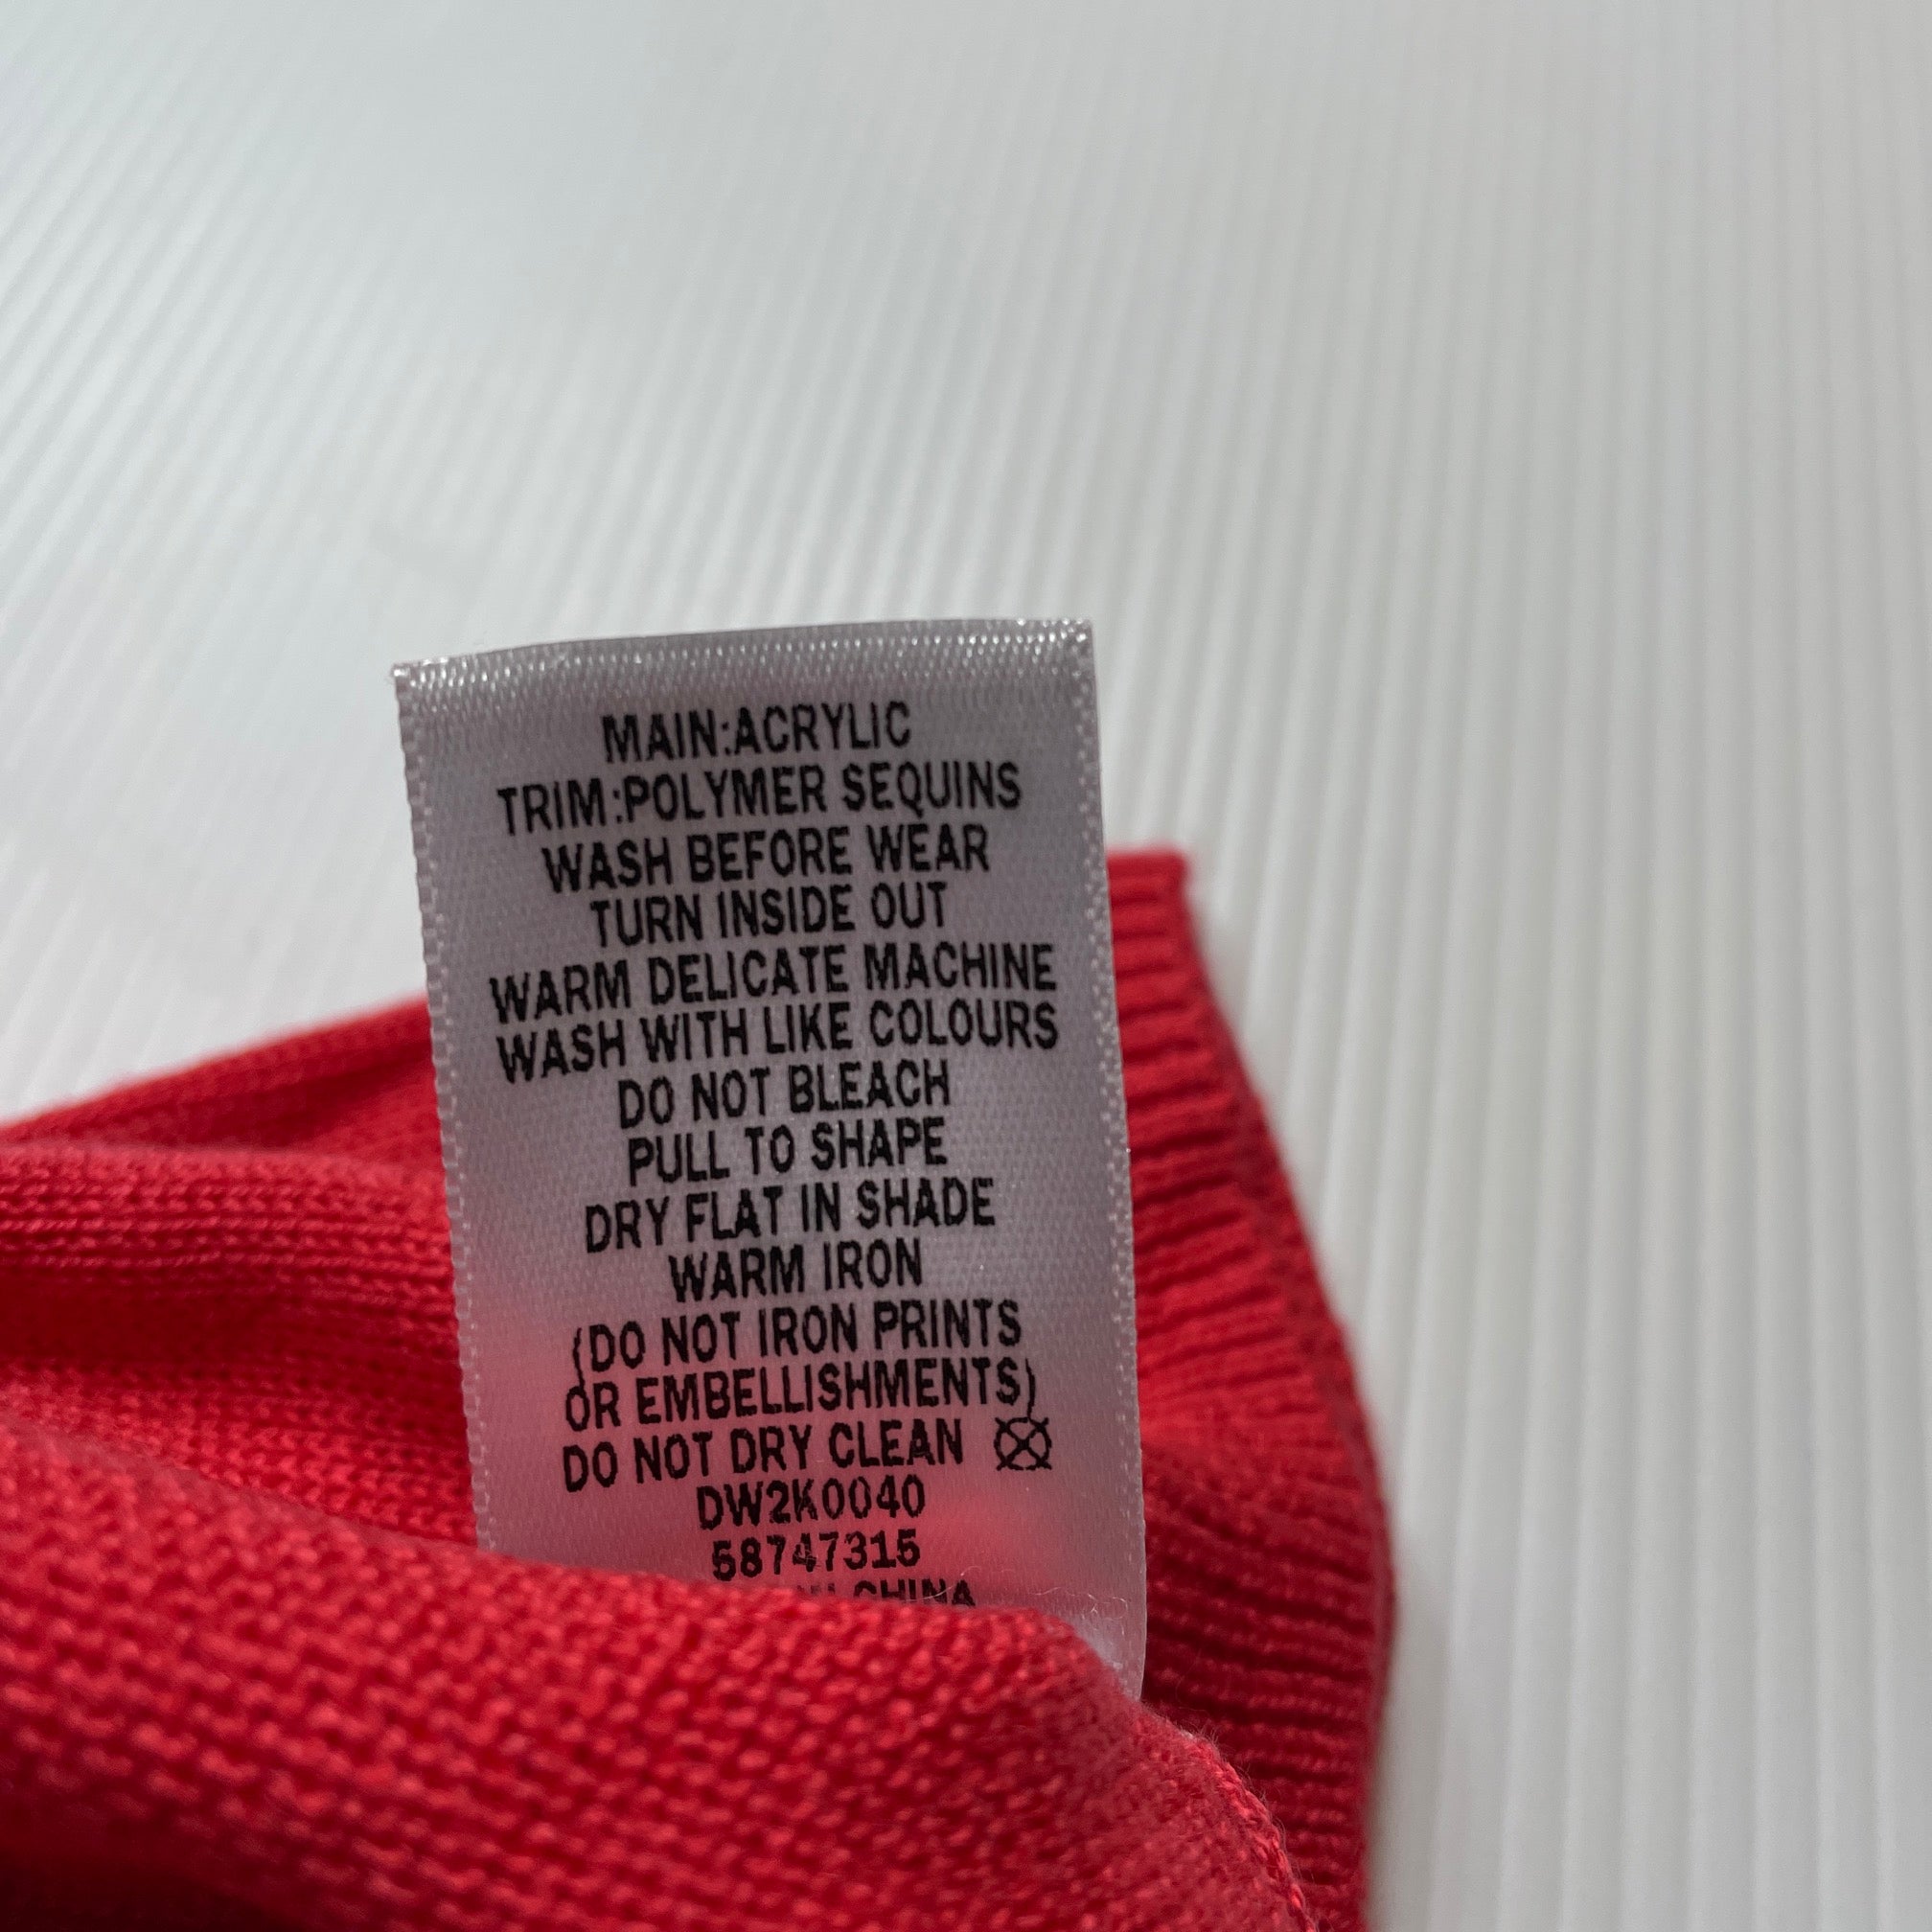 MAIN:ACRYLIC
TRIM:POLYMER SEQUINS
WASH BEFORE WEAR
TURN INSIDE OUT
WARM DELICATE MACHINE
WASH WITH LIKE COLOURS
DO NOT BLEACH
PULL TO SHAPE
DRY FLAT IN SHADE
WARM IRON
(DO NOT IRON PRINTS
OR EMBELLISHMENTS)
DO NOT DRY CLEAN
DW2K0040
58747315
CHINA